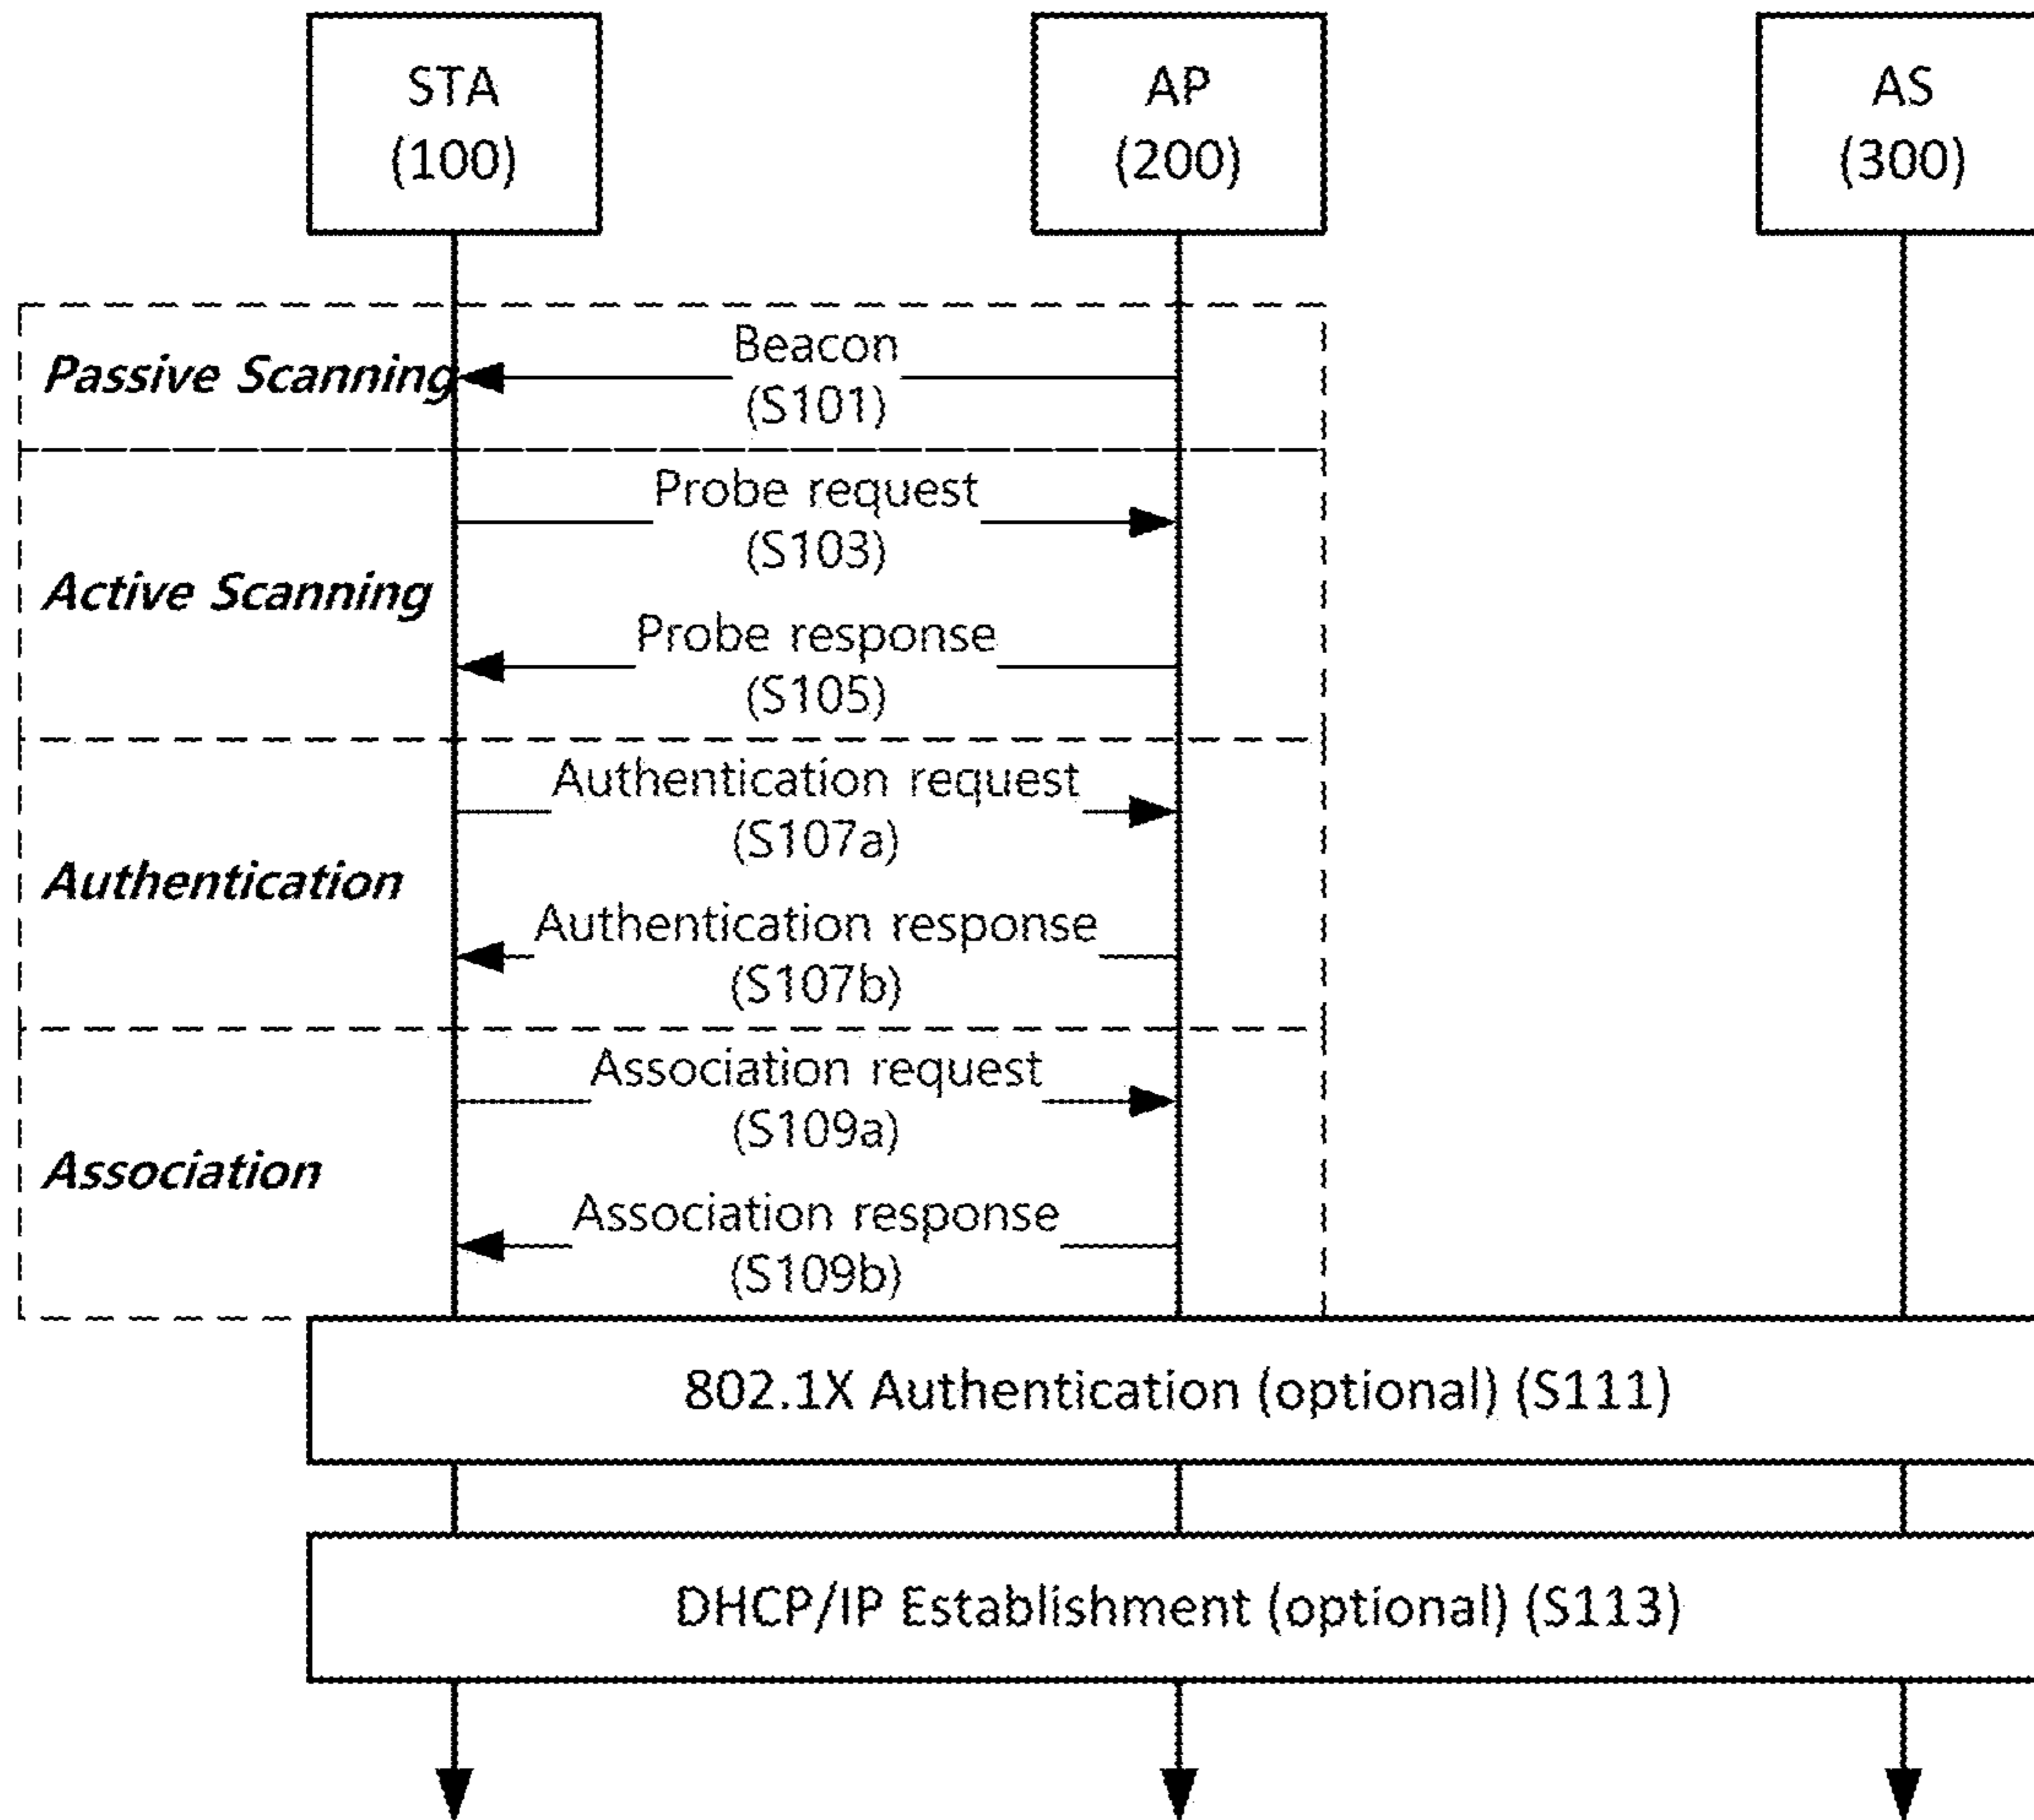 STA
(100)
AP
(200)
AS
(300)
Passive Scanning
Beacon
(S101)
Active Scanning
Probe request
(S103)
Probe response
(S105)
Authentication
Authentication request
(S107a)
Authentication response
(S107b)
Association
Association request
(S109a)
Association response
(S109b)
802.1X Authentication (optional) (S111)
DHCP/IP Establishment (optional) (S113)